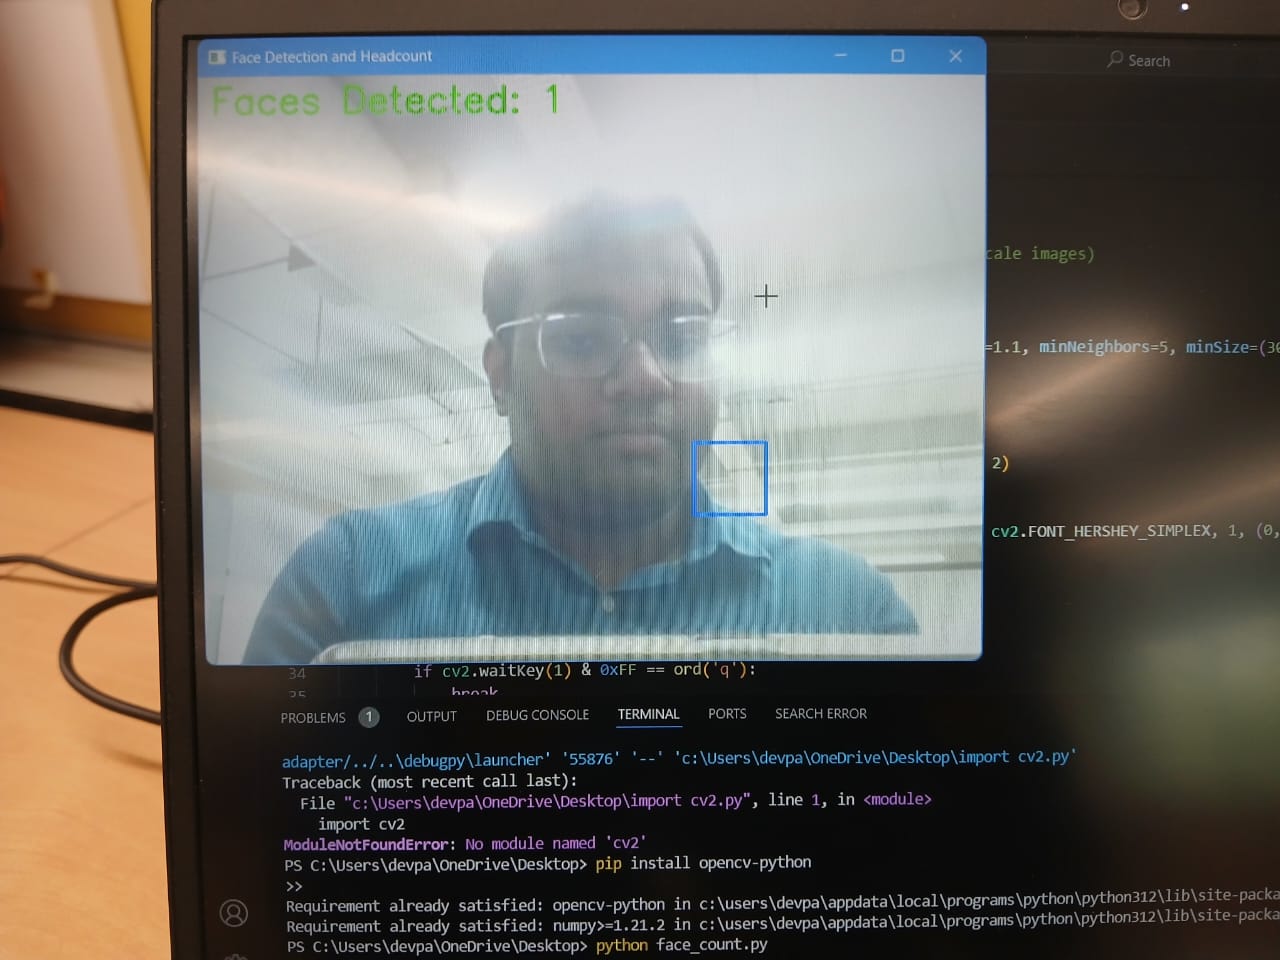 Face Detection and Headcount
Search
Faces Detected: 1
cale images)
=1.1, minNeighbors=5, minSize=(30
2)
cv2.FONT_HERSHEY_SIMPLEX, 1, (0,
34 if cv2.waitKey(1) & 0xFF == ord('q'):
35 break
PROBLEMS 1 OUTPUT DEBUG CONSOLE TERMINAL PORTS SEARCH ERROR
adapter/../..\debugpy\launcher' '55876' '--' 'c:\Users\devpa\OneDrive\Desktop\import cv2.py'
Traceback (most recent call last):
File "c:\Users\devpa\OneDrive\Desktop\import cv2.py", line 1, in <module>
import cv2
ModuleNotFoundError: No module named 'cv2'
PS C:\Users\devpa\OneDrive\Desktop> pip install opencv-python
>>
Requirement already satisfied: opencv-python in c:\users\devpa\appdata\local\programs\python\python312\lib\site-packa
Requirement already satisfied: numpy>=1.21.2 in c:\users\devpa\appdata\local\programs\python\python312\lib\site-packa
PS C:\Users\devpa\OneDrive\Desktop> python face_count.py